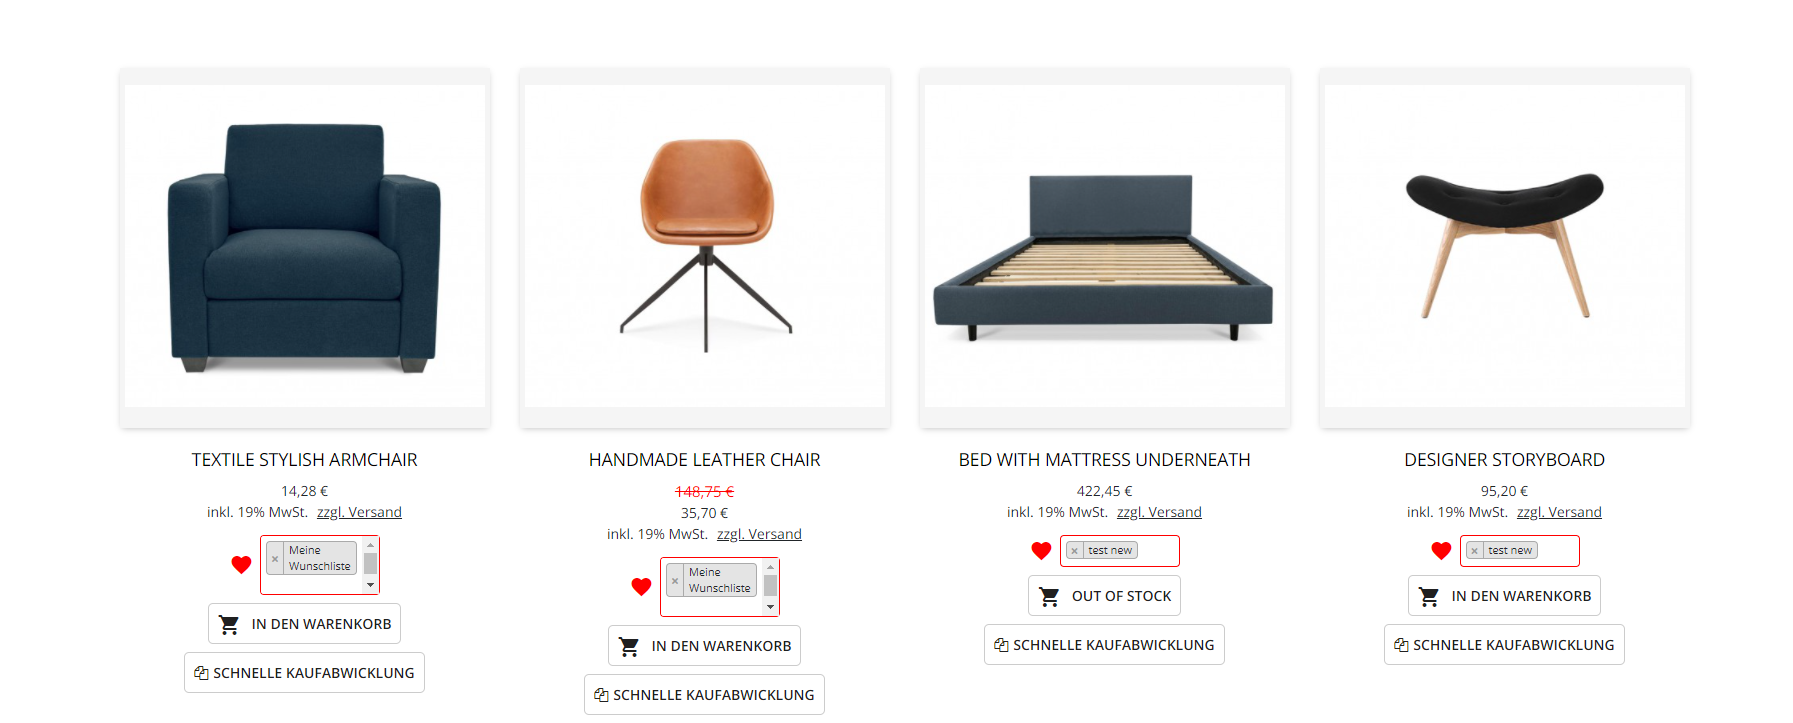 TEXTILE STYLISH ARMCHAIR
14,28 €
inkl. 19% MwSt. zzgl. Versand
× Meine
Wunschliste
IN DEN WARENKORB
SCHNELLE KAUFABWICKLUNG
HANDMADE LEATHER CHAIR
148,75 €
35,70 €
inkl. 19% MwSt. zzgl. Versand
× Meine
Wunschliste
IN DEN WARENKORB
SCHNELLE KAUFABWICKLUNG
BED WITH MATTRESS UNDERNEATH
422,45 €
inkl. 19% MwSt. zzgl. Versand
× test new
OUT OF STOCK
SCHNELLE KAUFABWICKLUNG
DESIGNER STORYBOARD
95,20 €
inkl. 19% MwSt. zzgl. Versand
× test new
IN DEN WARENKORB
SCHNELLE KAUFABWICKLUNG